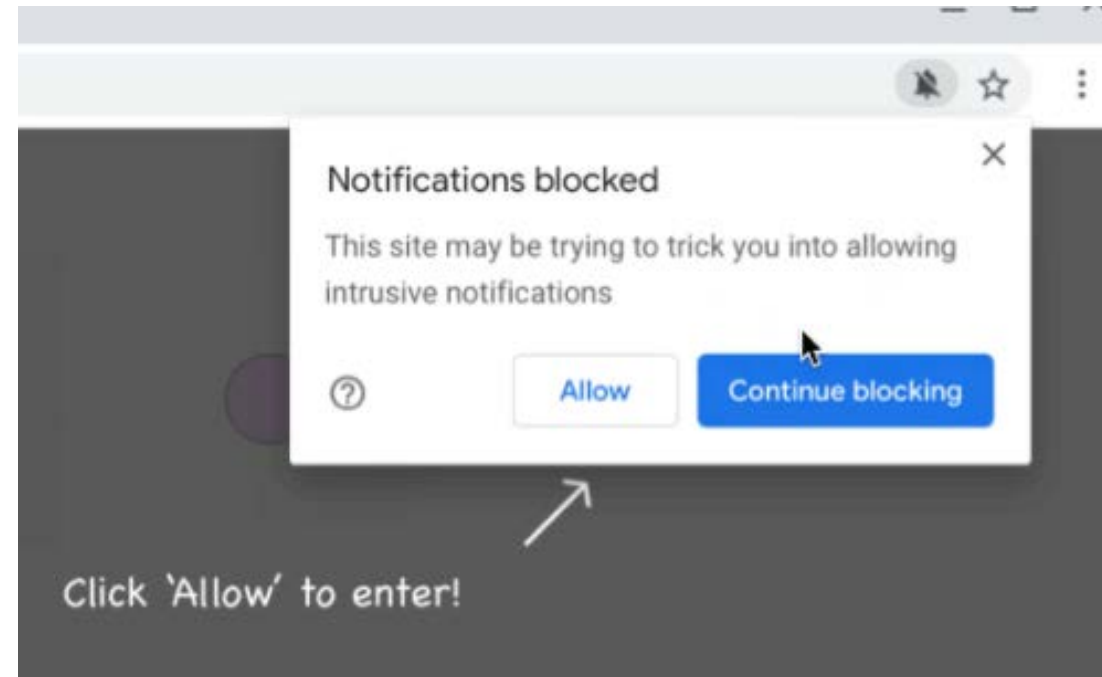 Notifications blocked
This site may be trying to trick you into allowing
intrusive notifications
Allow Continue blocking
Click ‘Allow’ to enter!